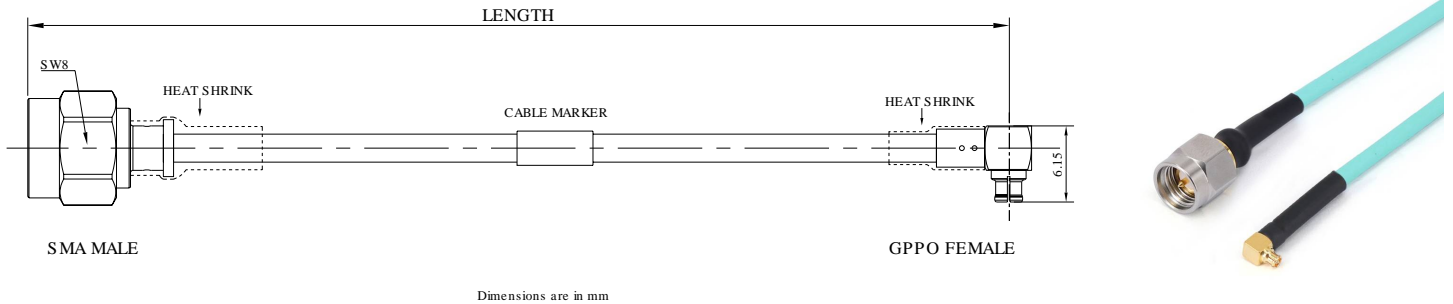 LENGTH
SW8
HEAT SHRINK
CABLE MARKER
HEAT SHRINK
6.15
SMA MALE
GPPO FEMALE
Dimensions are in mm